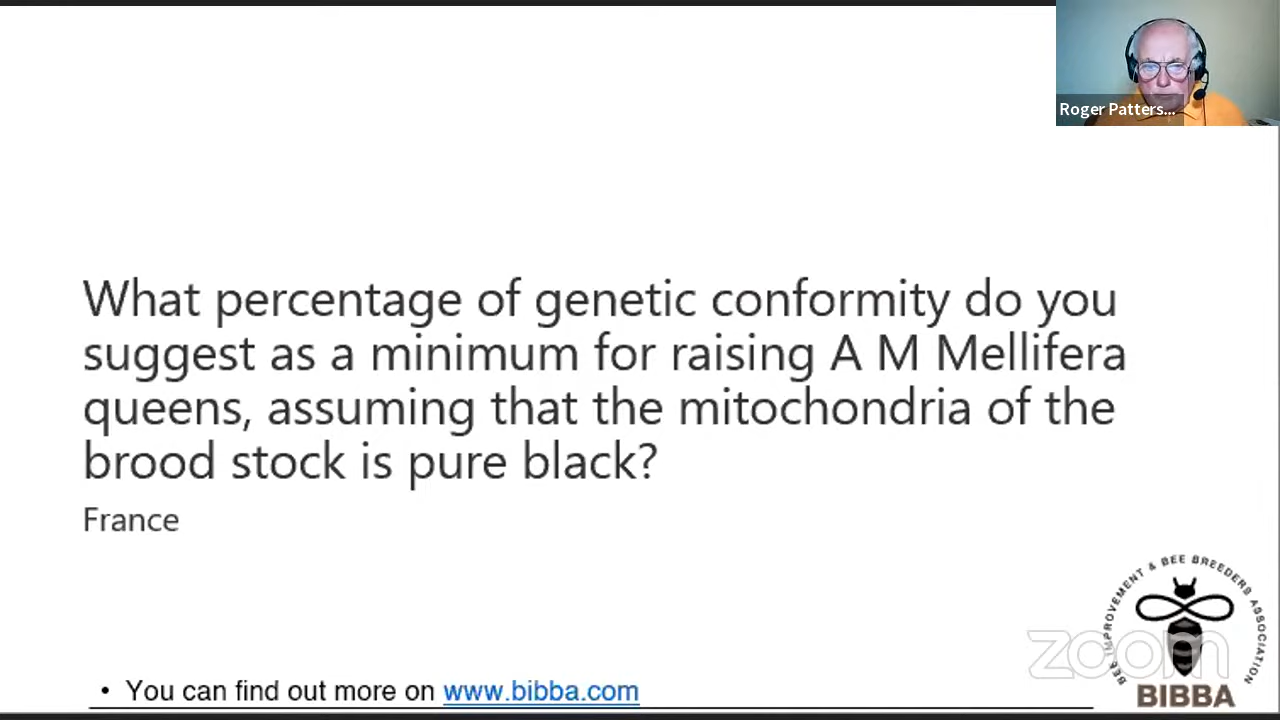 Roger Patters...
What percentage of genetic conformity do you
suggest as a minimum for raising A M Mellifera
queens, assuming that the mitochondria of the
brood stock is pure black?
France
BEE IMPROVEMENT & BEE BREEDERS ASSOCIATION
zoom
BIBBA
• You can find out more on www.bibba.com